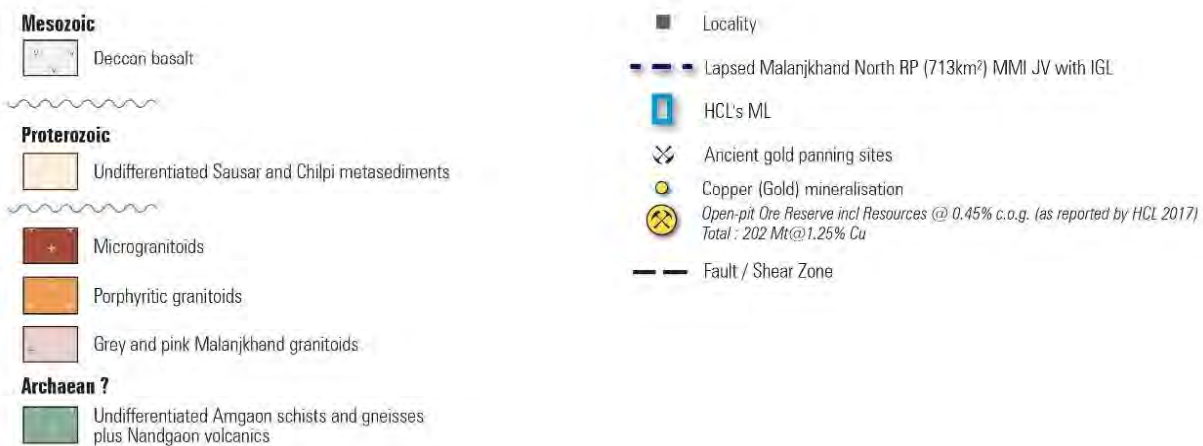 Mesozoic
Deccan basalt
Proterozoic
Undifferentiated Sausar and Chilpi metasediments
Microgranitoids
Porphyritic granitoids
Grey and pink Malanjkhand granitoids
Archaean ?
Undifferentiated Amgaon schists and gneisses
plus Nandgaon volcanics
Locality
Lapsed Malanjkhand North RP (713km²) MMI JV with IGL
HCL's ML
Ancient gold panning sites
Copper (Gold) mineralisation
Open-pit Ore Reserve incl Resources @ 0.45% c.o.g. (as reported by HCL 2017)
Total : 202 Mt@1.25% Cu
Fault / Shear Zone